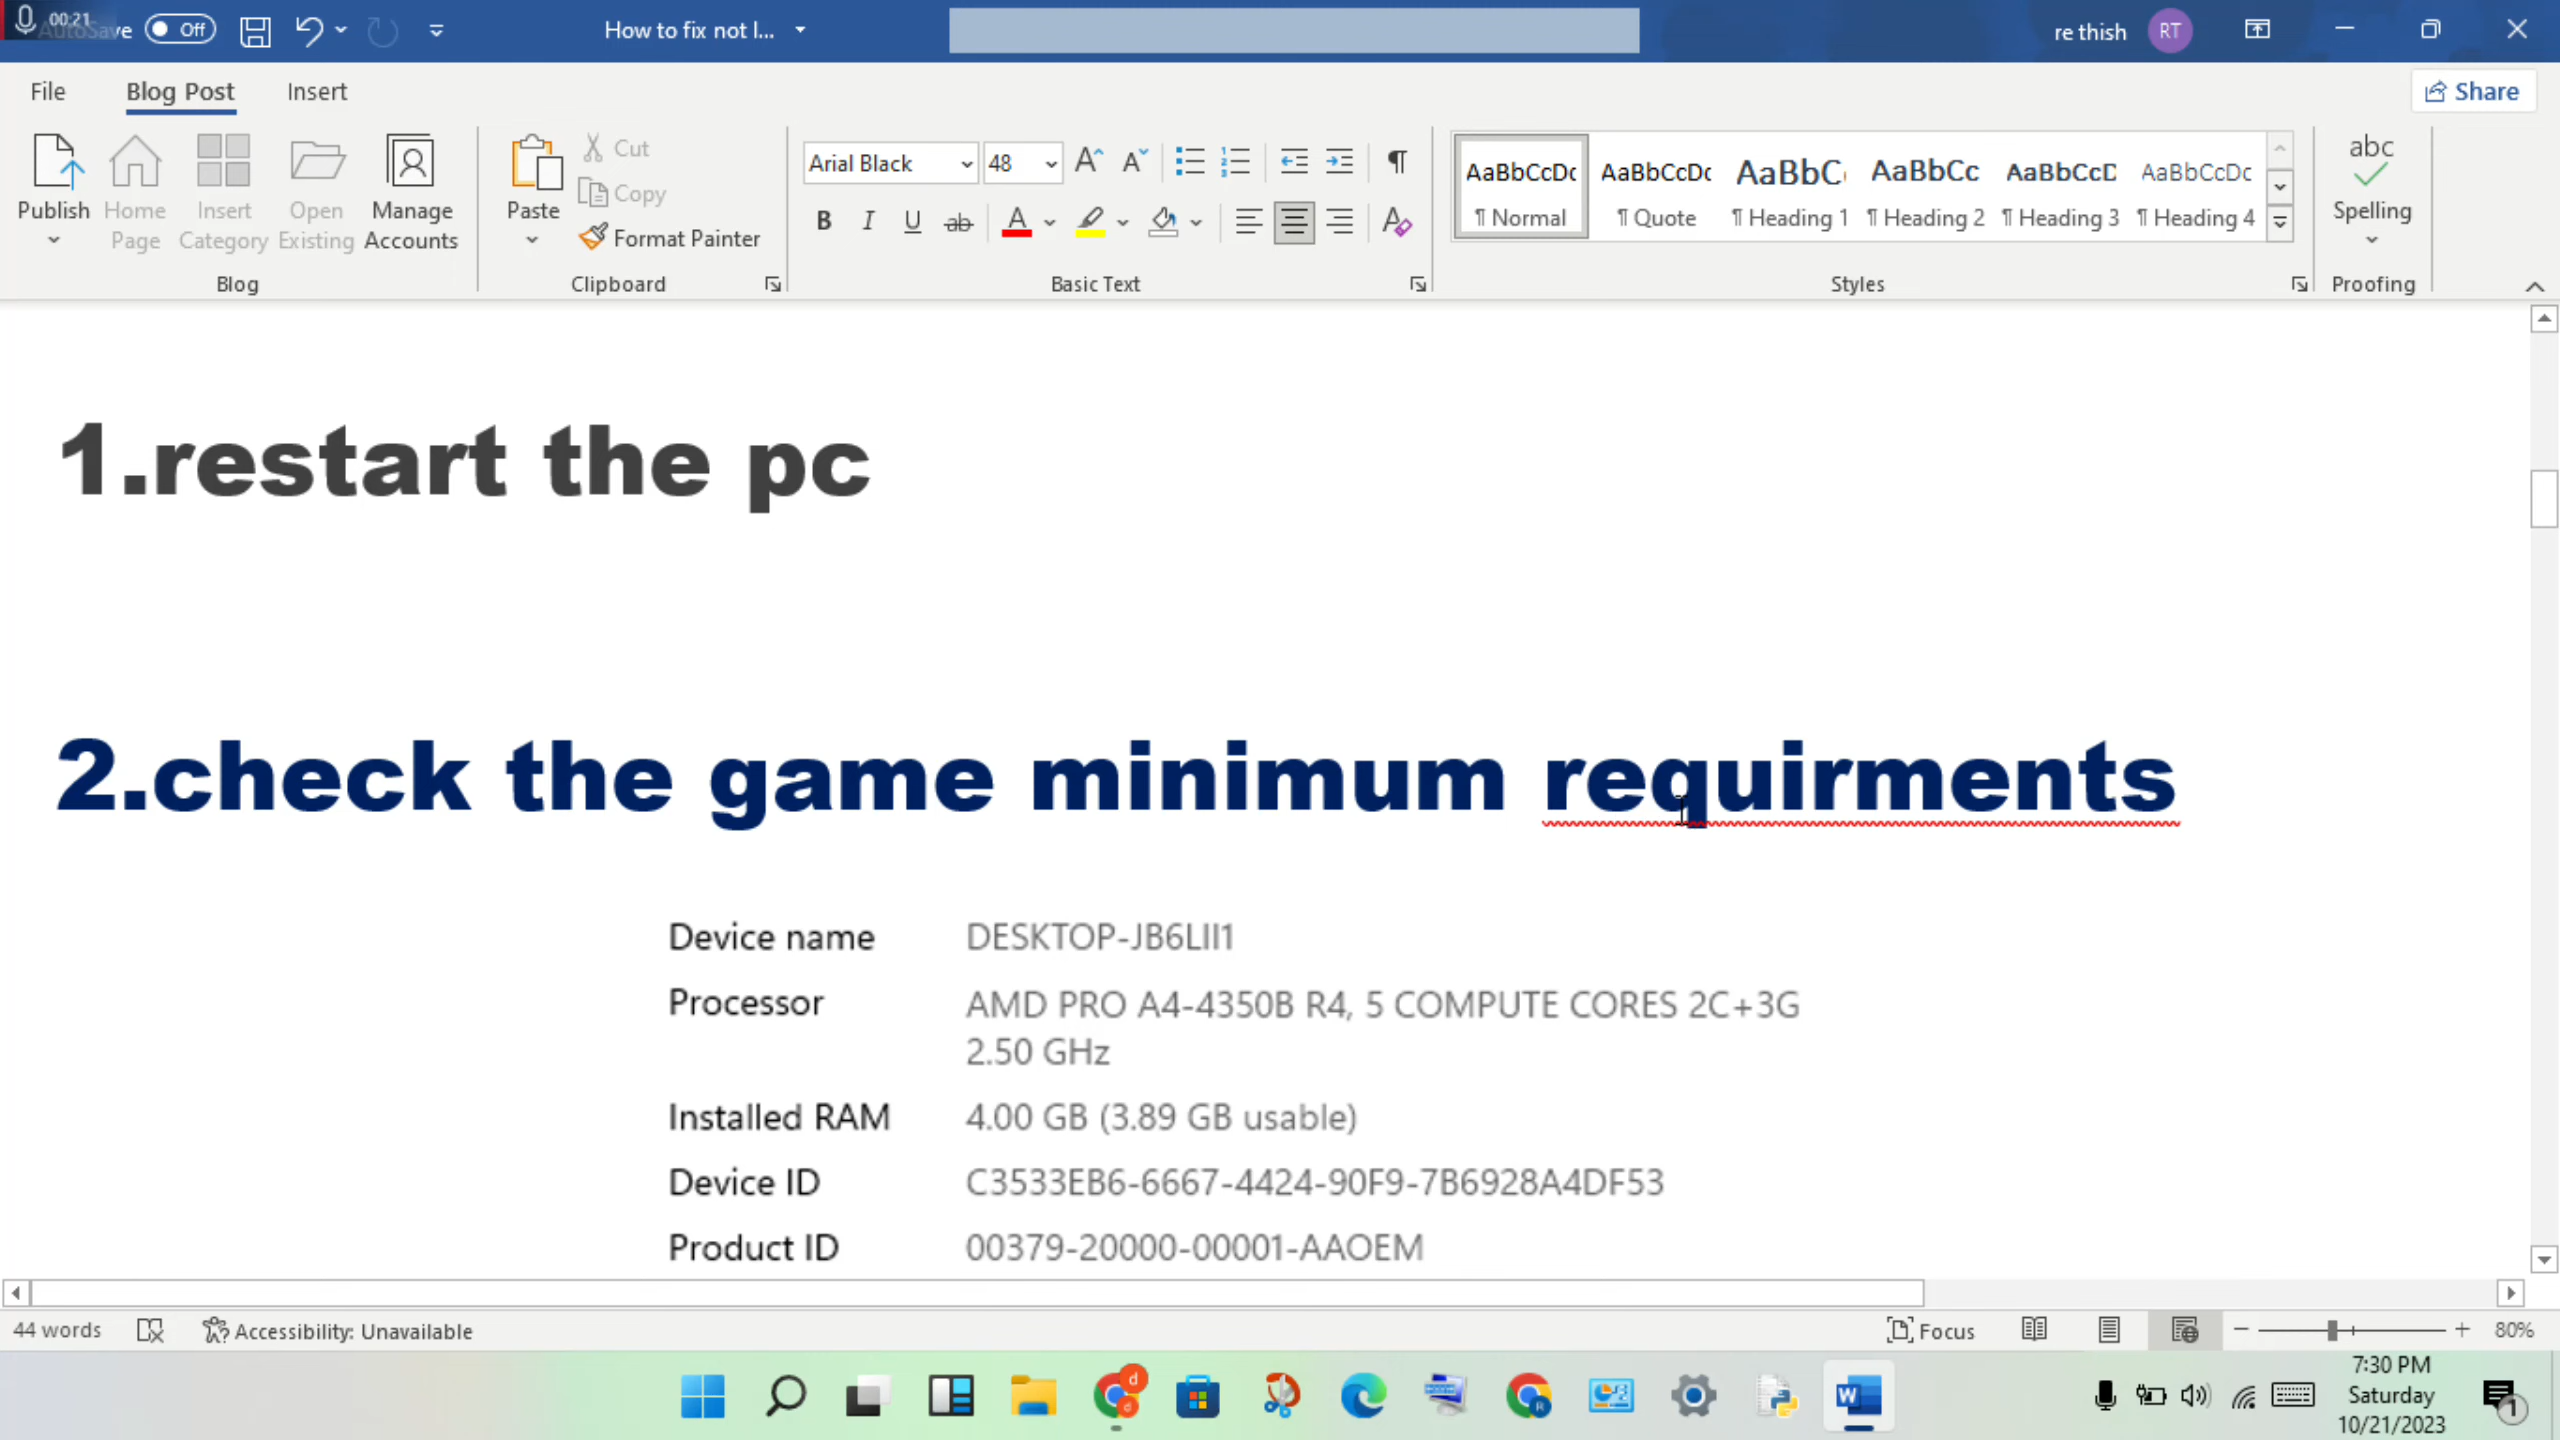 00:21
AutoSave Off
How to fix not l...
re thish RT
File Blog Post Insert Share
Publish Home Page Insert Category Open Existing Manage Accounts
Blog
Paste Cut Copy Format Painter
Clipboard
Arial Black 48
B I U ab A
Basic Text
AaBbCcDc AaBbCcDc AaBbC AaBbCc AaBbCcD AaBbCcDc
¶ Normal ¶ Quote ¶ Heading 1 ¶ Heading 2 ¶ Heading 3 ¶ Heading 4
Styles
abc
Spelling
Proofing
1.restart the pc
2.check the game minimum requirments
Device name DESKTOP-JB6LII1
Processor AMD PRO A4-4350B R4, 5 COMPUTE CORES 2C+3G
2.50 GHz
Installed RAM 4.00 GB (3.89 GB usable)
Device ID C3533EB6-6667-4424-90F9-7B6928A4DF53
Product ID 00379-20000-00001-AAOEM
44 words Accessibility: Unavailable Focus 80%
7:30 PM
Saturday
10/21/2023
1